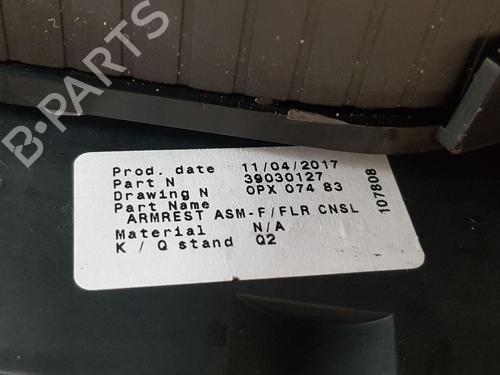 B-PARTS
Prod. date 11/04/2017
Part N 39030127
Drawing N 0PX 074 83
Part Name
ARMREST ASM-F/FLR CNSL
Material N/A
K / Q stand Q2
107808